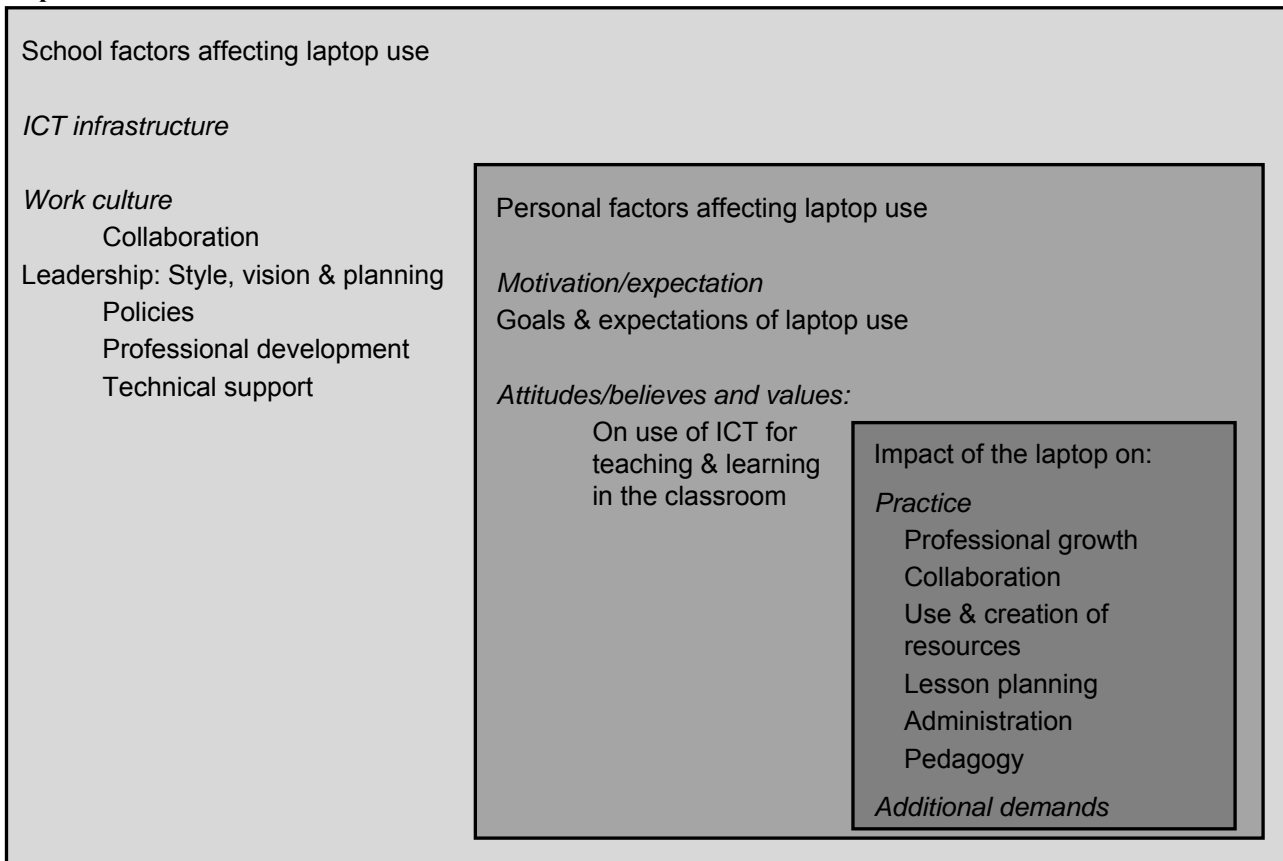 School factors affecting laptop use
ICT infrastructure
Work culture
Collaboration
Leadership: Style, vision & planning
Policies
Professional development
Technical support
Personal factors affecting laptop use
Motivation/expectation
Goals & expectations of laptop use
Attitudes/believes and values:
On use of ICT for
teaching & learning
in the classroom
Impact of the laptop on:
Practice
Professional growth
Collaboration
Use & creation of
resources
Lesson planning
Administration
Pedagogy
Additional demands